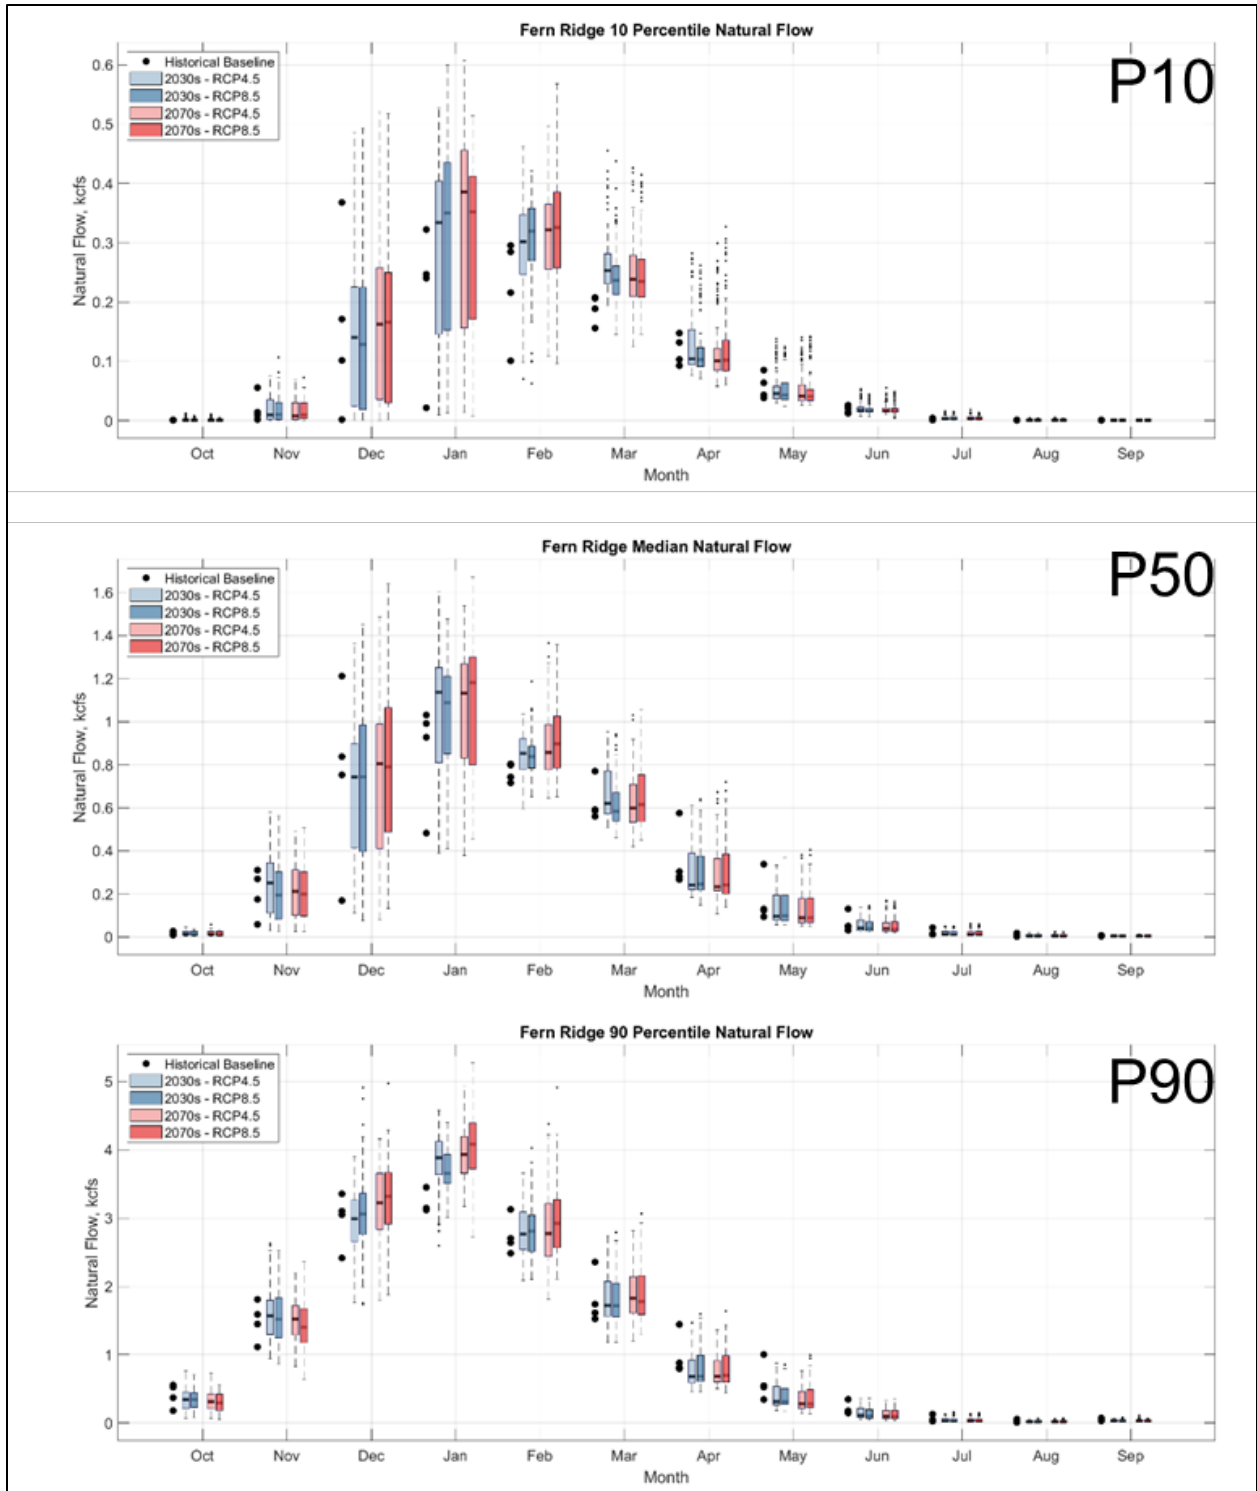 Fern Ridge 10 Percentile Natural Flow
P10
Historical Baseline
2030s - RCP4.5
2030s - RCP8.5
2070s - RCP4.5
2070s - RCP8.5
Natural Flow, kcfs
0.6
0.5
0.4
0.3
0.2
0.1
0
Oct Nov Dec Jan Feb Mar Apr May Jun Jul Aug Sep
Month
Fern Ridge Median Natural Flow
P50
Historical Baseline
2030s - RCP4.5
2030s - RCP8.5
2070s - RCP4.5
2070s - RCP8.5
Natural Flow, kcfs
1.6
1.4
1.2
1
0.8
0.6
0.4
0.2
0
Oct Nov Dec Jan Feb Mar Apr May Jun Jul Aug Sep
Month
Fern Ridge 90 Percentile Natural Flow
P90
Historical Baseline
2030s - RCP4.5
2030s - RCP8.5
2070s - RCP4.5
2070s - RCP8.5
Natural Flow, kcfs
5
4
3
2
1
0
Oct Nov Dec Jan Feb Mar Apr May Jun Jul Aug Sep
Month